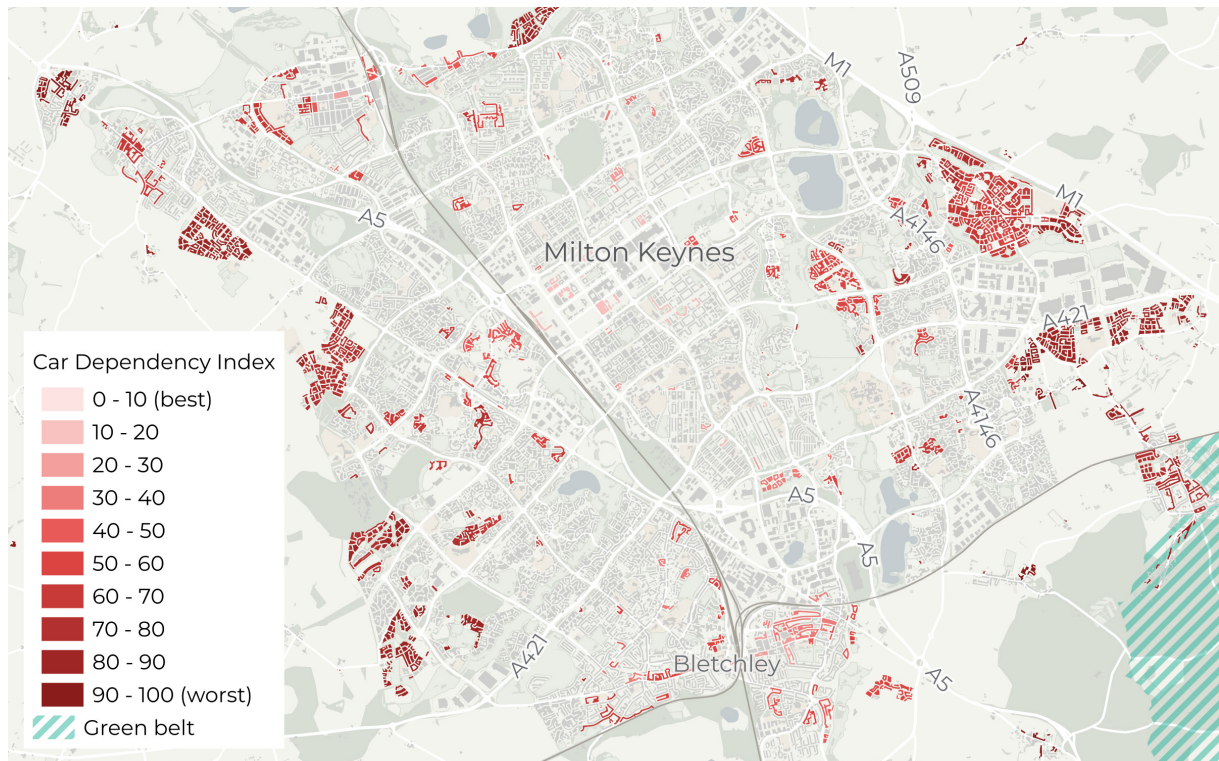 M1
A509
M1
A5
A4146
Milton Keynes
A421
Car Dependency Index
0 - 10 (best)
10 - 20
20 - 30
30 - 40
40 - 50
50 - 60
60 - 70
70 - 80
80 - 90
90 - 100 (worst)
Green belt
A4146
A5
A5
A421
Bletchley
A5